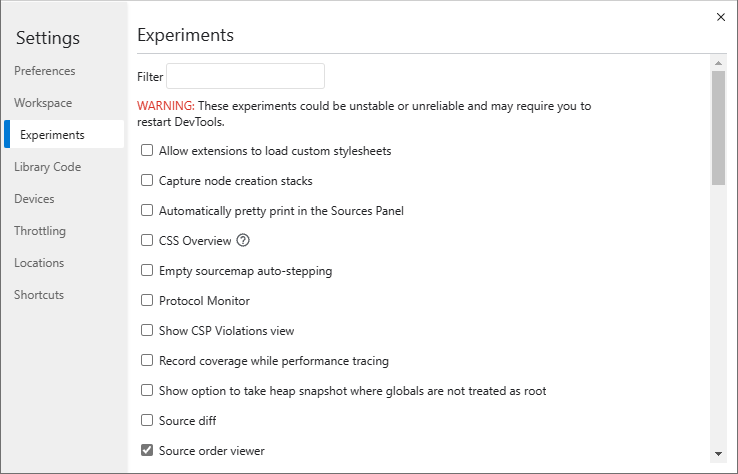 Settings
Preferences
Workspace
Experiments
Library Code
Devices
Throttling
Locations
Shortcuts
Experiments
Filter
WARNING: These experiments could be unstable or unreliable and may require you to
restart DevTools.
Allow extensions to load custom stylesheets
Capture node creation stacks
Automatically pretty print in the Sources Panel
CSS Overview
Empty sourcemap auto-stepping
Protocol Monitor
Show CSP Violations view
Record coverage while performance tracing
Show option to take heap snapshot where globals are not treated as root
Source diff
Source order viewer